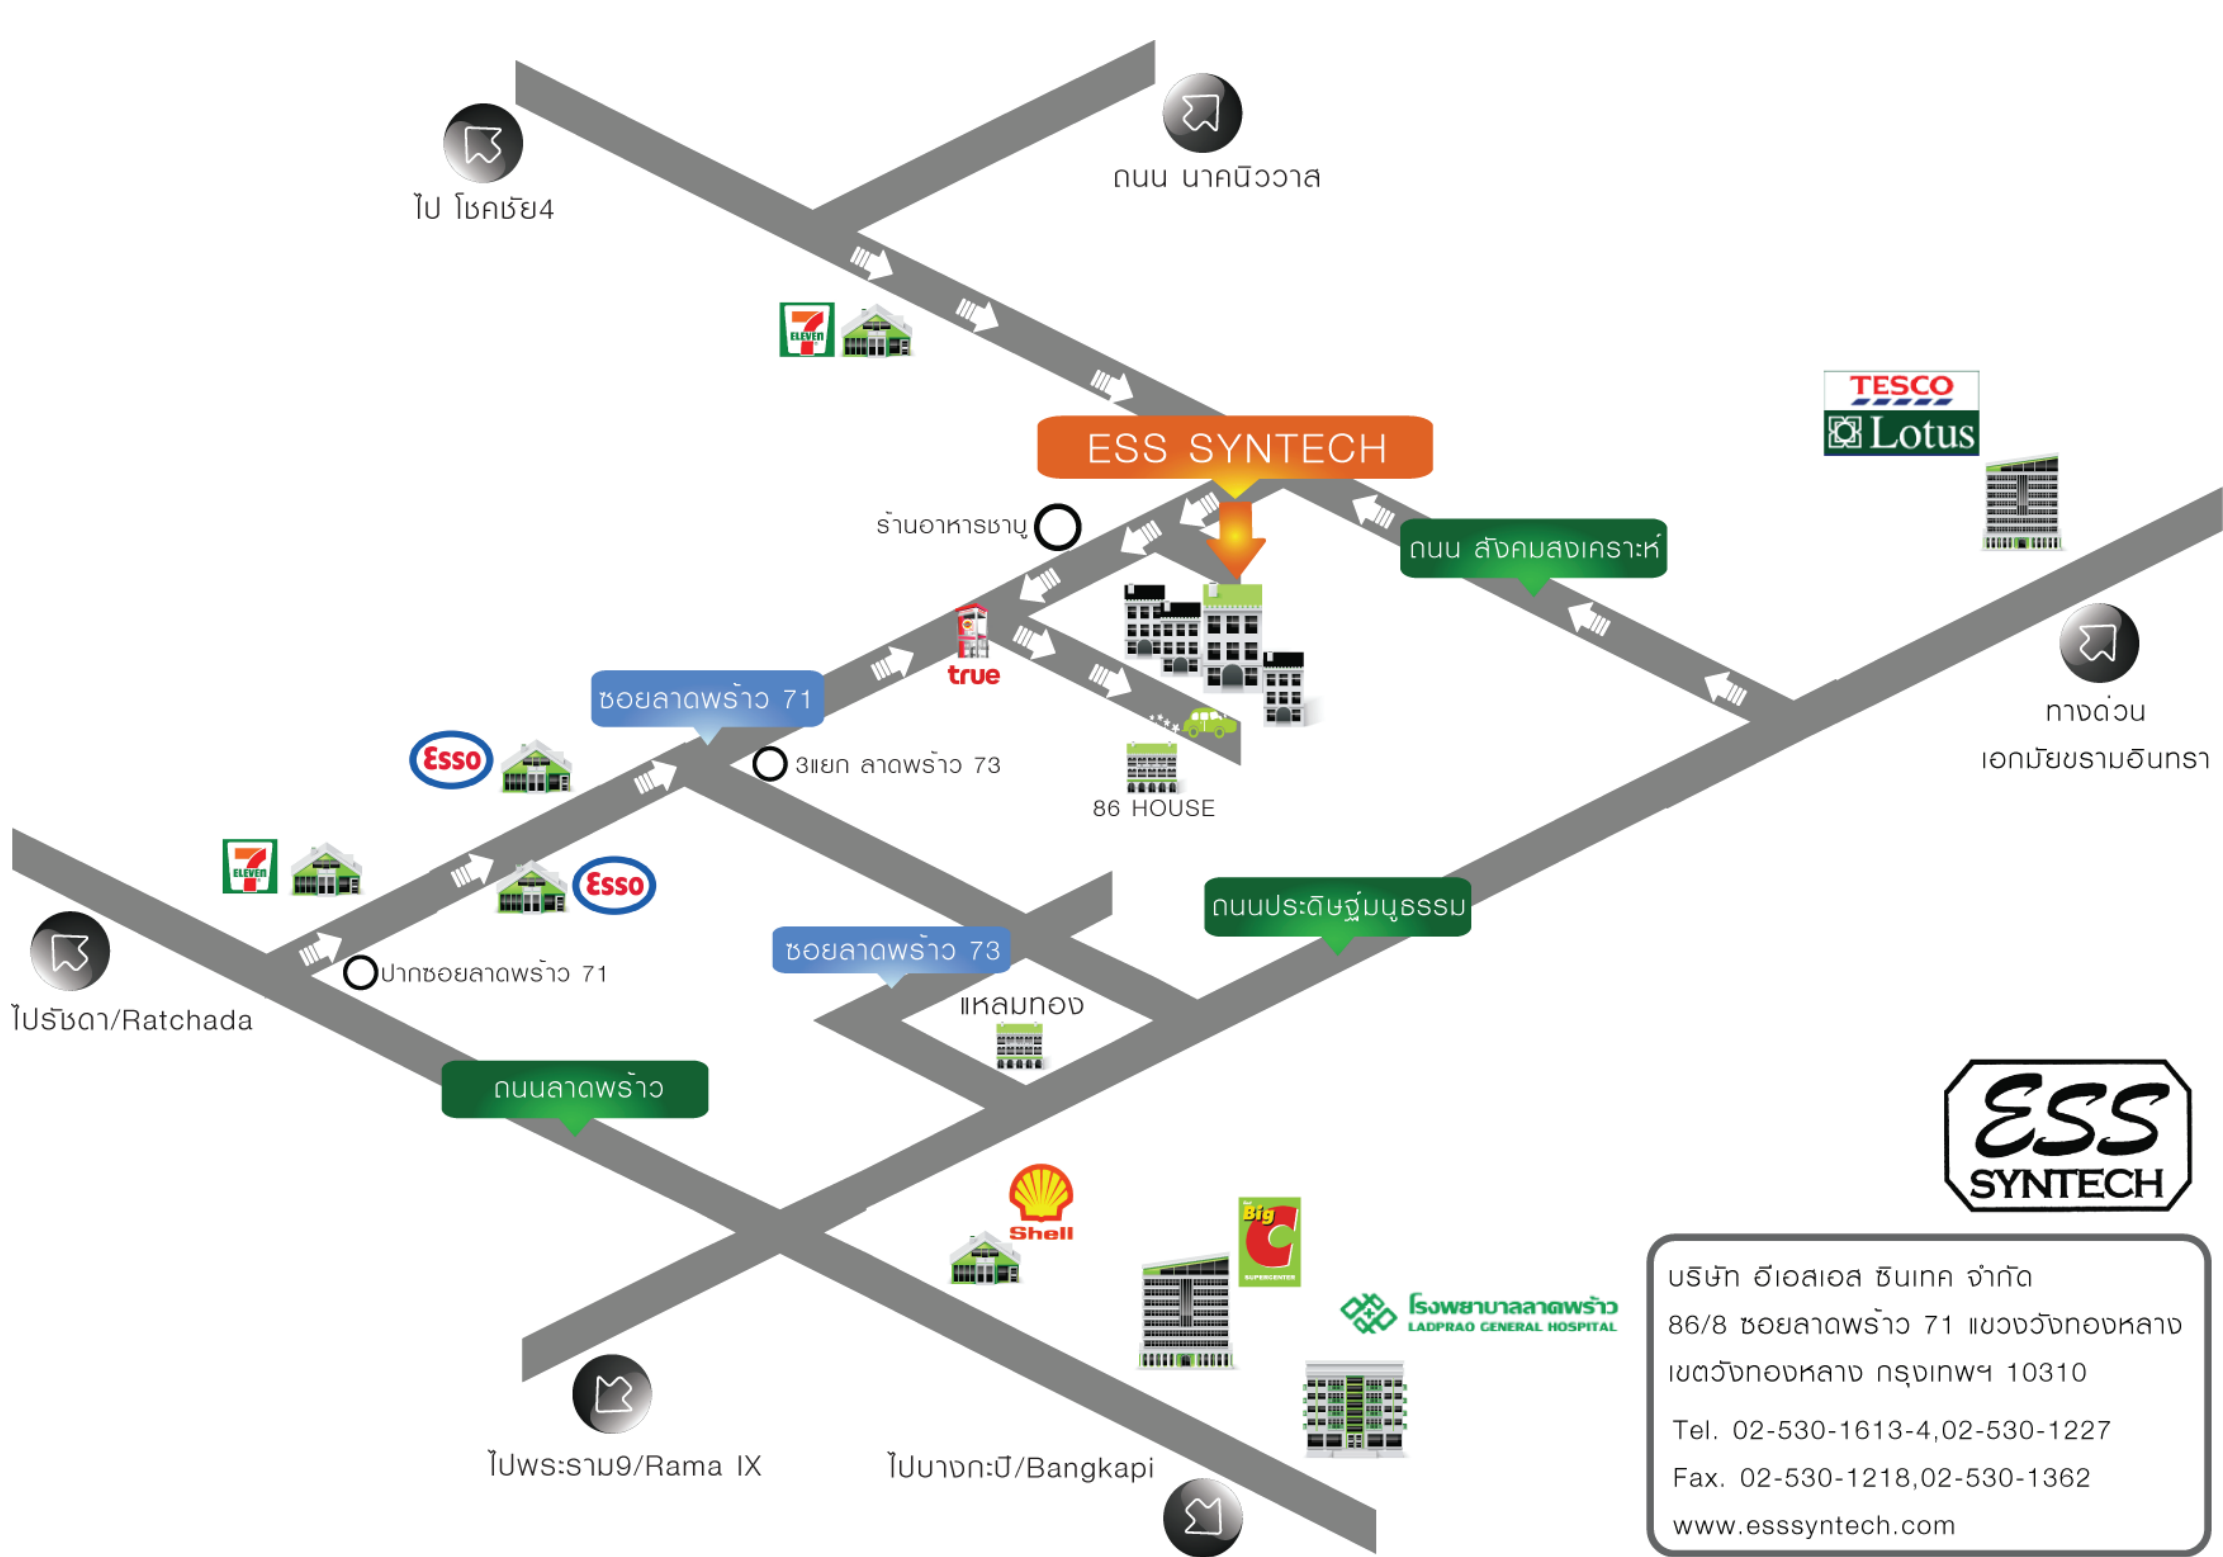 ไป โชคชัย4
ถนน นาคนิววาส
7
ELEVEN
TESCO
Lotus
ESS SYNTECH
ร้านอาหารชาบู
ถนน สังคมสงเคราะห์
true
ซอยลาดพร้าว 71
ทางด่วน
เอกมัยขรามอินทรา
Esso
3แยก ลาดพร้าว 73
86 HOUSE
7
ELEVEN
Esso
ถนนประดิษฐ์มนูธรรม
ซอยลาดพร้าว 73
ปากซอยลาดพร้าว 71
แหลมทอง
ไปรัชดา/Ratchada
ถนนลาดพร้าว
ESS
SYNTECH
Shell
Big
C
SUPERCENTER
โรงพยาบาลลาดพร้าว
LADPRAO GENERAL HOSPITAL
ไปพระราม9/Rama IX
ไปบางกะปิ/Bangkapi
บริษัท อีเอสเอส ซินเทค จำกัด
86/8 ซอยลาดพร้าว 71 แขวงวังทองหลาง
เขตวังทองหลาง กรุงเทพฯ 10310
Tel. 02-530-1613-4,02-530-1227
Fax. 02-530-1218,02-530-1362
www.esssyntech.com